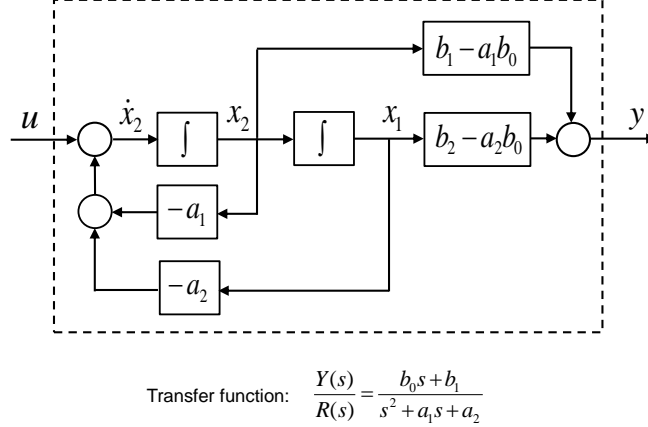 b₁ − a₁b₀
u
ẋ₂
∫
x₂
∫
x₁
b₂ − a₂b₀
y
−a₁
−a₂
Transfer function: Y(s)/R(s) = (b₀s + b₁)/(s² + a₁s + a₂)